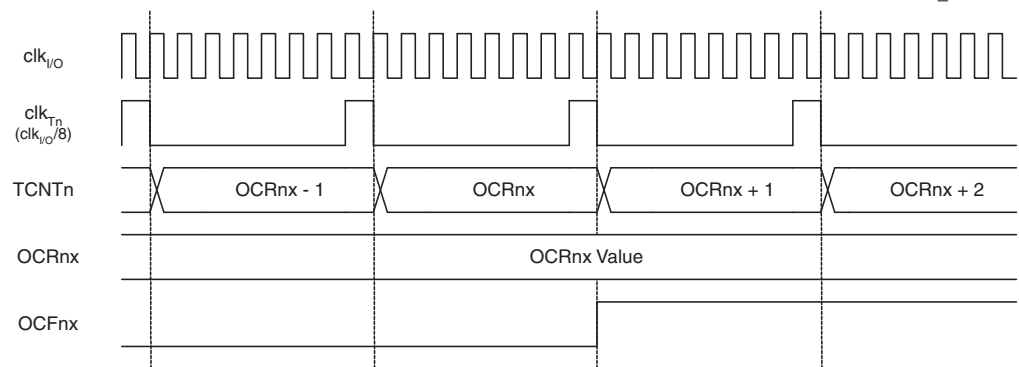 clkI/O
clkTn
(clkI/O/8)
TCNTn OCRnx - 1 OCRnx OCRnx + 1 OCRnx + 2
OCRnx OCRnx Value
OCFnx